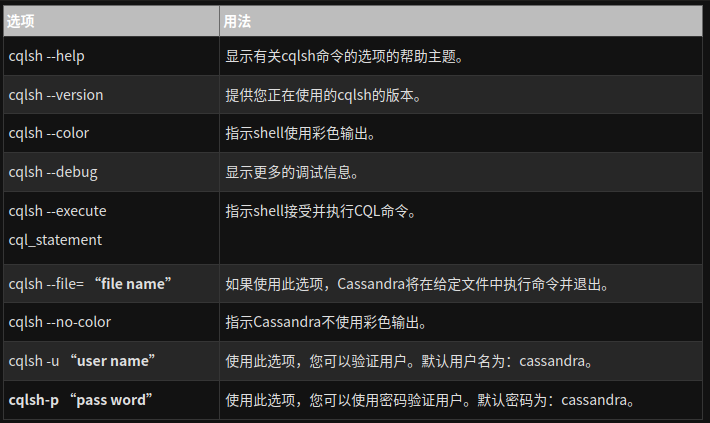 选项 用法
cqlsh --help 显示有关cqlsh命令的选项的帮助主题。
cqlsh --version 提供您正在使用的cqlsh的版本。
cqlsh --color 指示shell使用彩色输出。
cqlsh --debug 显示更多的调试信息。
cqlsh --execute 指示shell接受并执行CQL命令。
cql_statement
cqlsh --file= “file name” 如果使用此选项，Cassandra将在给定文件中执行命令并退出。
cqlsh --no-color 指示Cassandra不使用彩色输出。
cqlsh -u “user name” 使用此选项，您可以验证用户。默认用户名为：cassandra。
cqlsh-p “pass word” 使用此选项，您可以使用密码验证用户。默认密码为：cassandra。